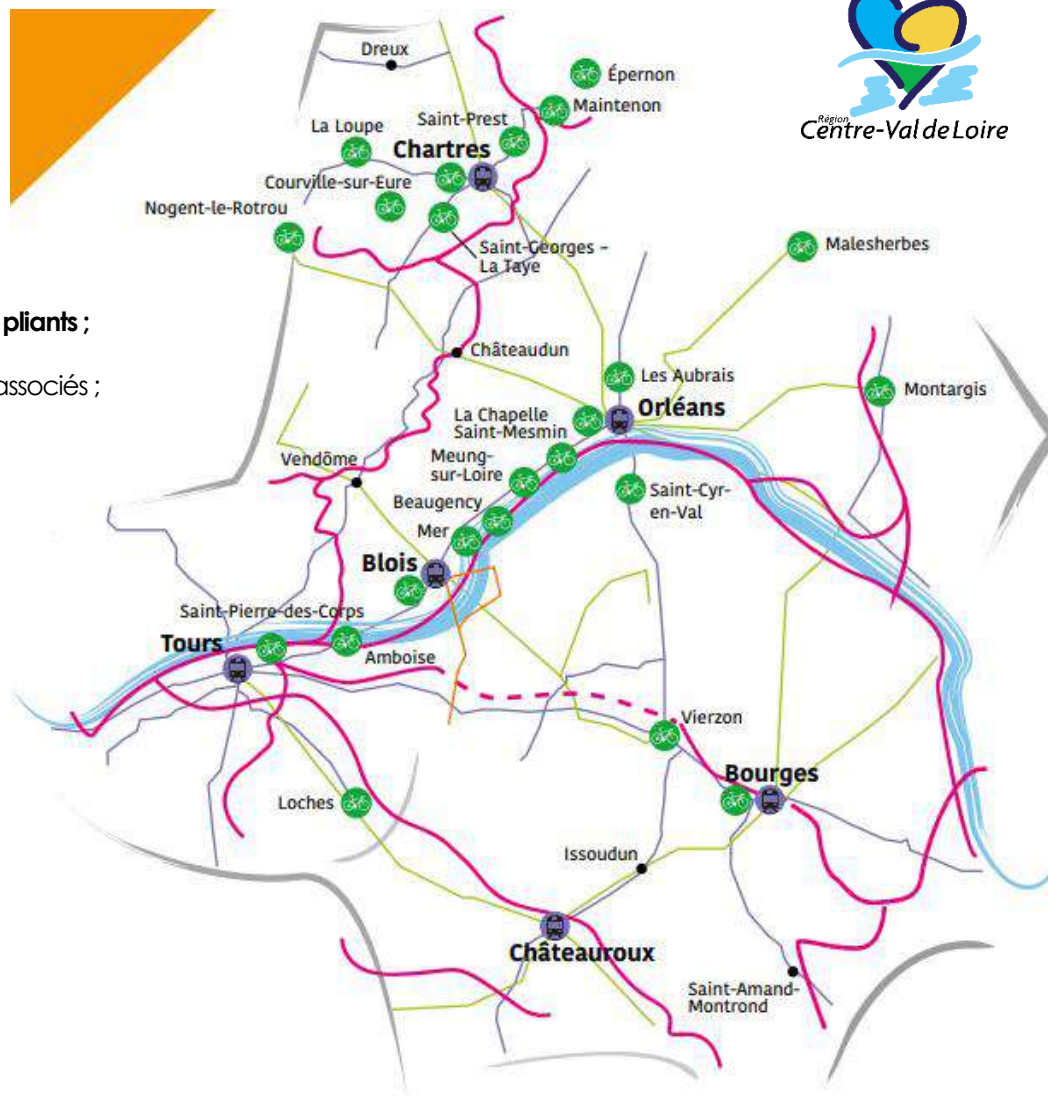 Région
Centre-Val de Loire
Dreux
Épernon
Maintenon
Saint-Prest
La Loupe
Chartres
Courville-sur-Eure
Nogent-le-Rotrou
Saint-Georges –
La Taye
Malesherbes
pliants ;
Châteaudun
associés ;
Les Aubrais
Montargis
Orléans
La Chapelle
Saint-Mesmin
Meung-
sur-Loire
Vendôme
Saint-Cyr-
en-Val
Beaugency
Mer
Blois
Saint-Pierre-des-Corps
Tours
Amboise
Vierzon
Bourges
Loches
Issoudun
Châteauroux
Saint-Amand-
Montrond